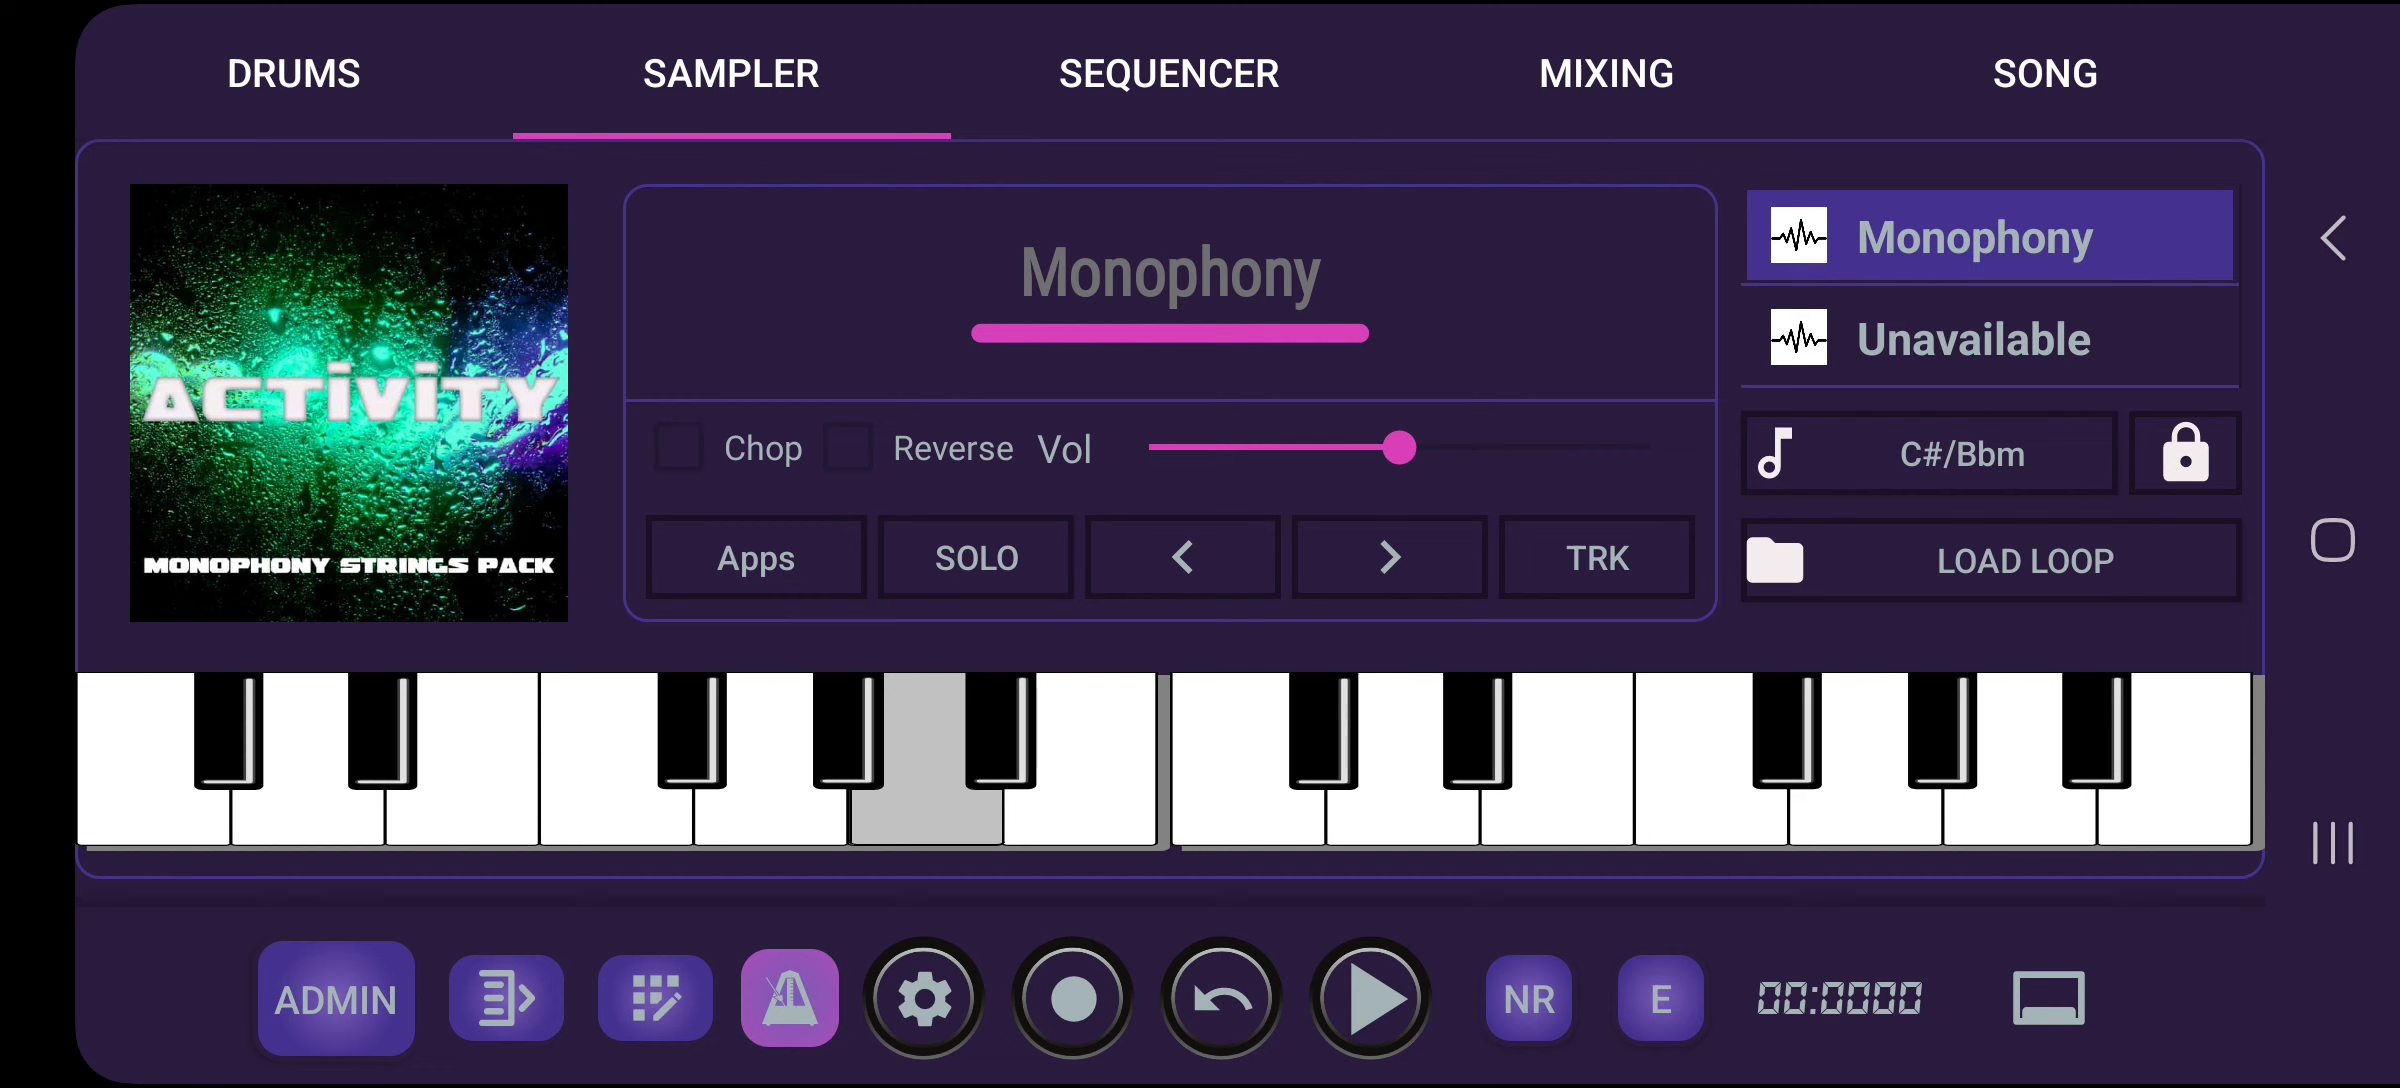 DRUMS SAMPLER SEQUENCER MIXING SONG
ACTIVITY
MONOPHONY STRINGS PACK
Monophony
Chop Reverse Vol
Apps SOLO < > TRK
Monophony
Unavailable
C#/Bbm
LOAD LOOP
ADMIN NR E 00:0000